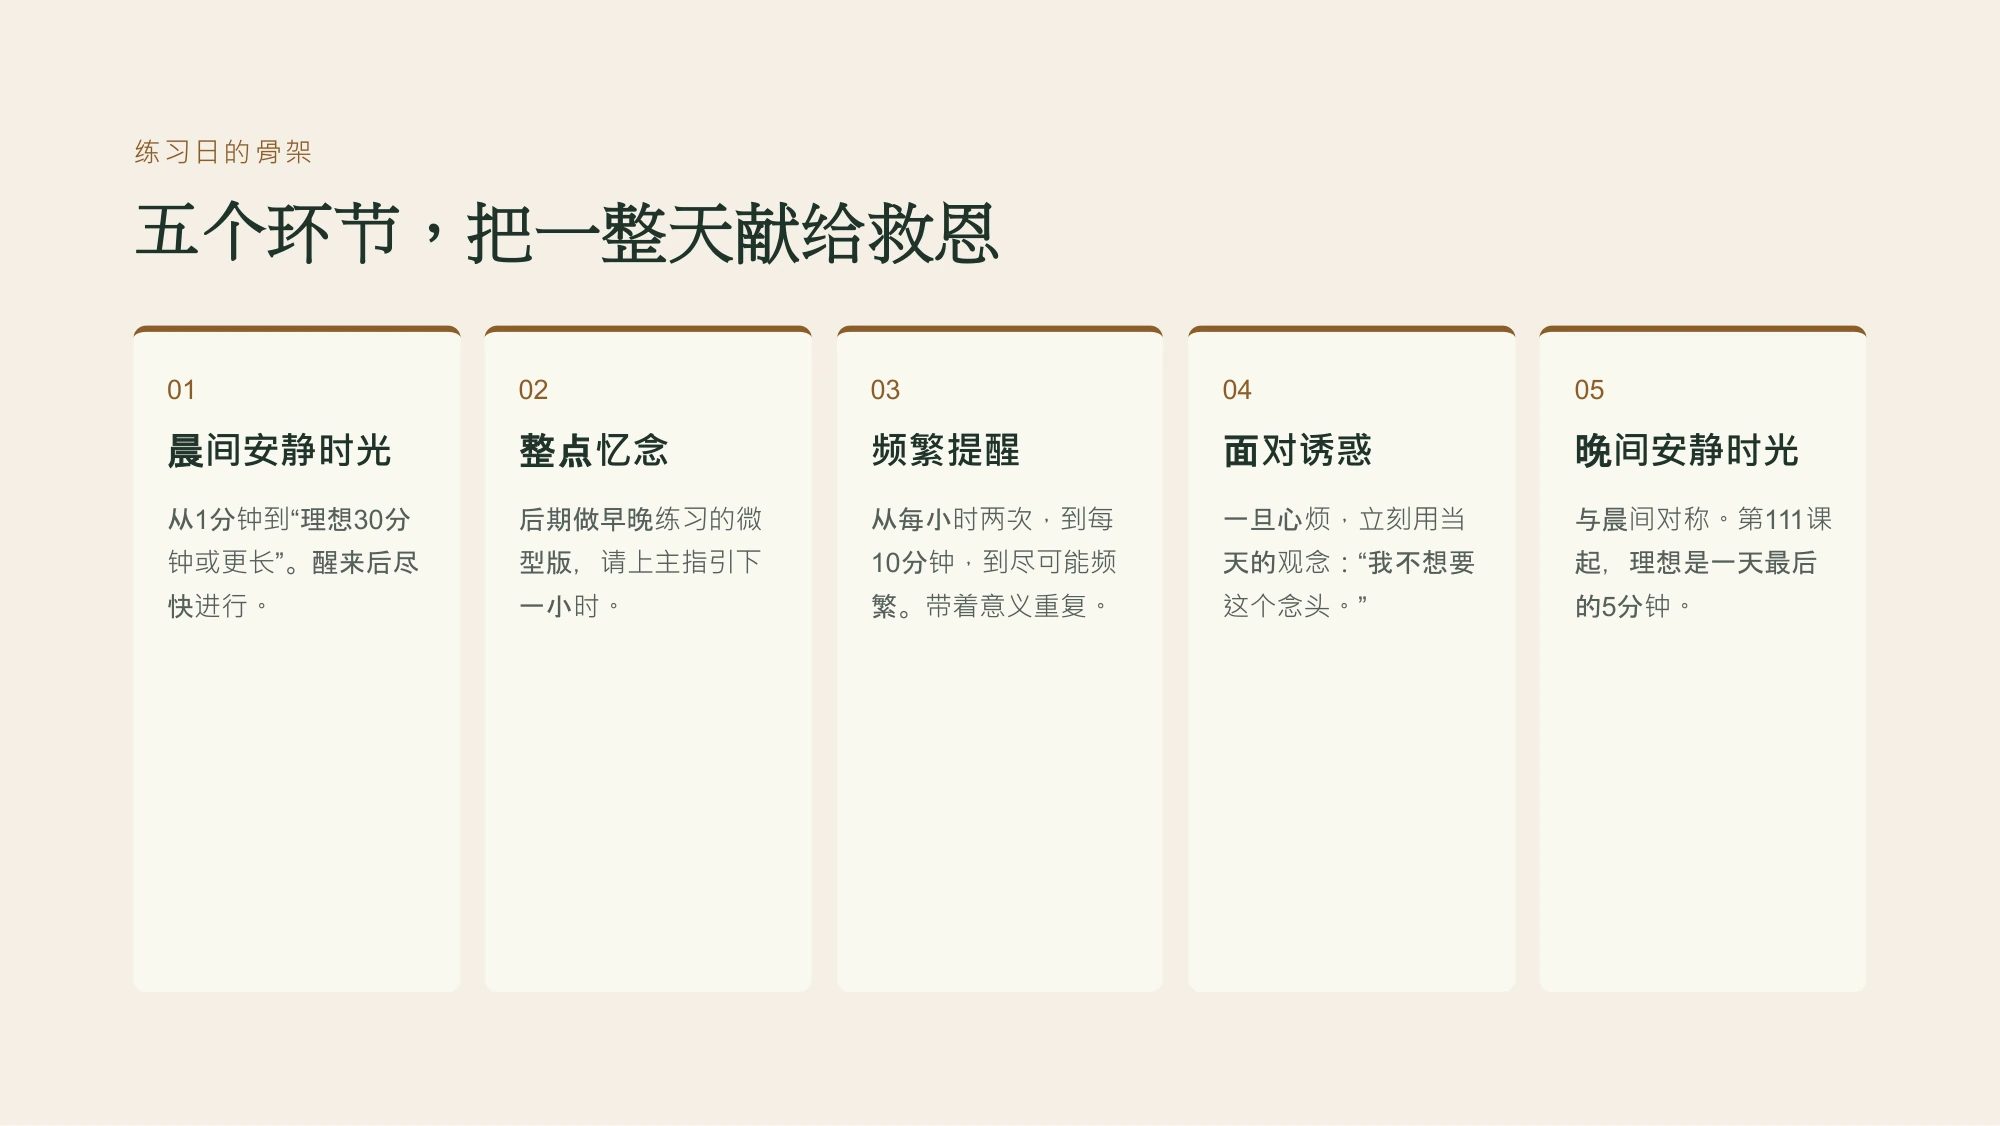 练习日的骨架
五个环节，把一整天献给救恩
01
晨间安静时光
从1分钟到“理想30分
钟或更长”。醒来后尽
快进行。
02
整点忆念
后期做早晚练习的微
型版，请上主指引下
一小时。
03
频繁提醒
从每小时两次，到每
10分钟，到尽可能频
繁。带着意义重复。
04
面对诱惑
一旦心烦，立刻用当
天的观念：“我不想要
这个念头。”
05
晚间安静时光
与晨间对称。第111课
起，理想是一天最后
的5分钟。